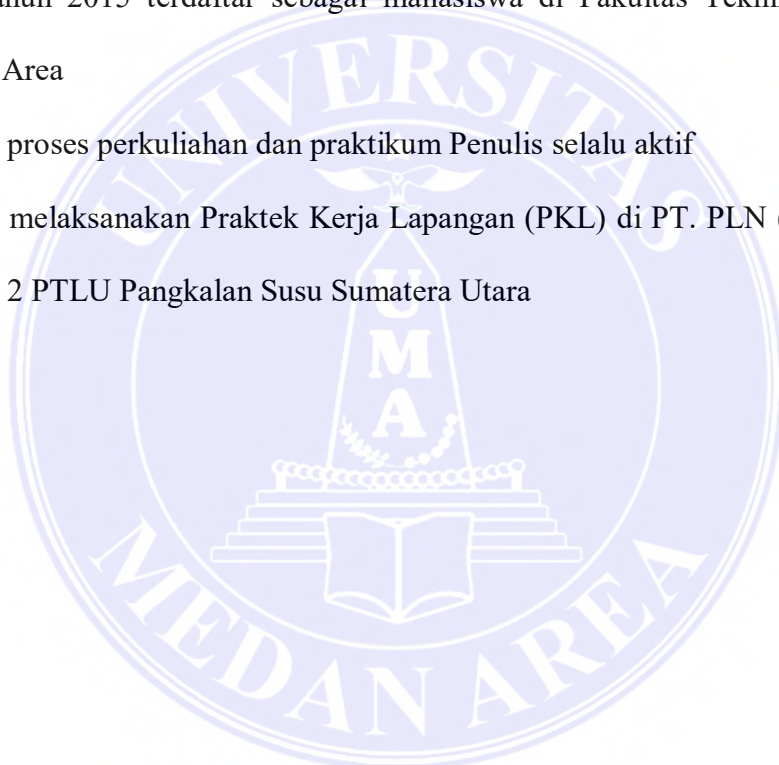 2015 terdaftar sebagai mahasiswa di Fakultas
Area
proses perkuliahan dan praktikum Penulis selalu aktif
melaksanakan Praktek Kerja Lapangan (PKL) di PT. PLN (
2 PTLU Pangkalan Susu Sumatera Utara
UNIVERSITAS
U
M
A
MEDAN AREA